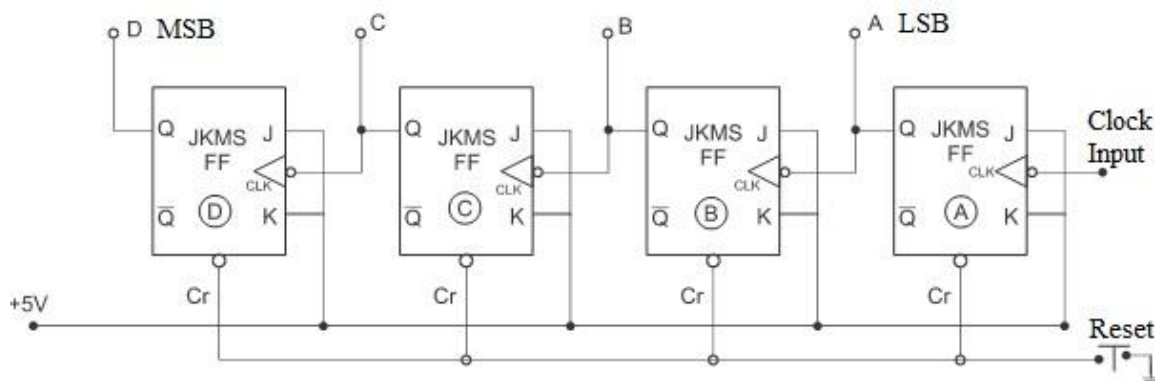 D MSB
C
B
A LSB
Q JKMS J
FF
CLK
Q̅ D K
Cr
Q JKMS J
FF
CLK
Q̅ C K
Cr
Q JKMS J
FF
CLK
Q̅ B K
Cr
Q JKMS J
FF
CLK
Q̅ A K
Cr
Clock
Input
+5V
Reset